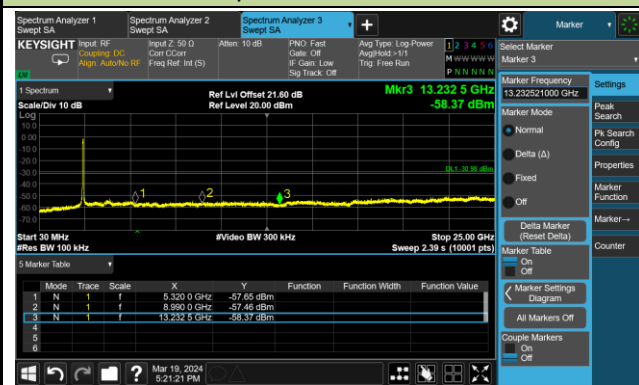 Spectrum Analyzer 1
Swept SA
Spectrum Analyzer 2
Swept SA
Spectrum Analyzer 3
Swept SA
Marker
KEYSIGHT
Input: RF
Coupling: DC
Align: Auto/No RF
Input Z: 50 Ω
Corr CCorr
Freq Ref: Int (S)
Atten: 10 dB
PNO: Fast
Gate: Off
IF Gain: Low
Sig Track: Off
Avg Type: Log-Power
Avg|Hold:>1/1
Trig: Free Run
1 2 3 4 5 6
M W W W W W
P N N N N N
Select Marker
Marker 3
1 Spectrum
Scale/Div 10 dB
Log
Ref Lvl Offset 21.60 dB
Ref Level 20.00 dBm
Mkr3 13.232 5 GHz
-58.37 dBm
10.0
0.00
-10.0
-20.0
-30.0
-40.0
-50.0
-60.0
-70.0
DL1 -30.98 dBm
1
2
3
Start 30 MHz
#Res BW 100 kHz
#Video BW 300 kHz
Stop 25.00 GHz
Sweep 2.39 s (10001 pts)
5 Marker Table
Mode Trace Scale X Y Function Function Width Function Value
1 N 1 f 5.320 0 GHz -57.65 dBm
2 N 1 f 8.990 0 GHz -57.46 dBm
3 N 1 f 13.232 5 GHz -58.37 dBm
4
5
6
Marker Frequency
13.232521000 GHz
Marker Mode
Normal
Delta (Δ)
Fixed
Off
Delta Marker
(Reset Delta)
Marker Table
On
Off
Marker Settings
Diagram
All Markers Off
Couple Markers
On
Off
Settings
Peak
Search
Pk Search
Config
Properties
Marker
Function
Marker→
Counter
Mar 19, 2024
5:21:21 PM